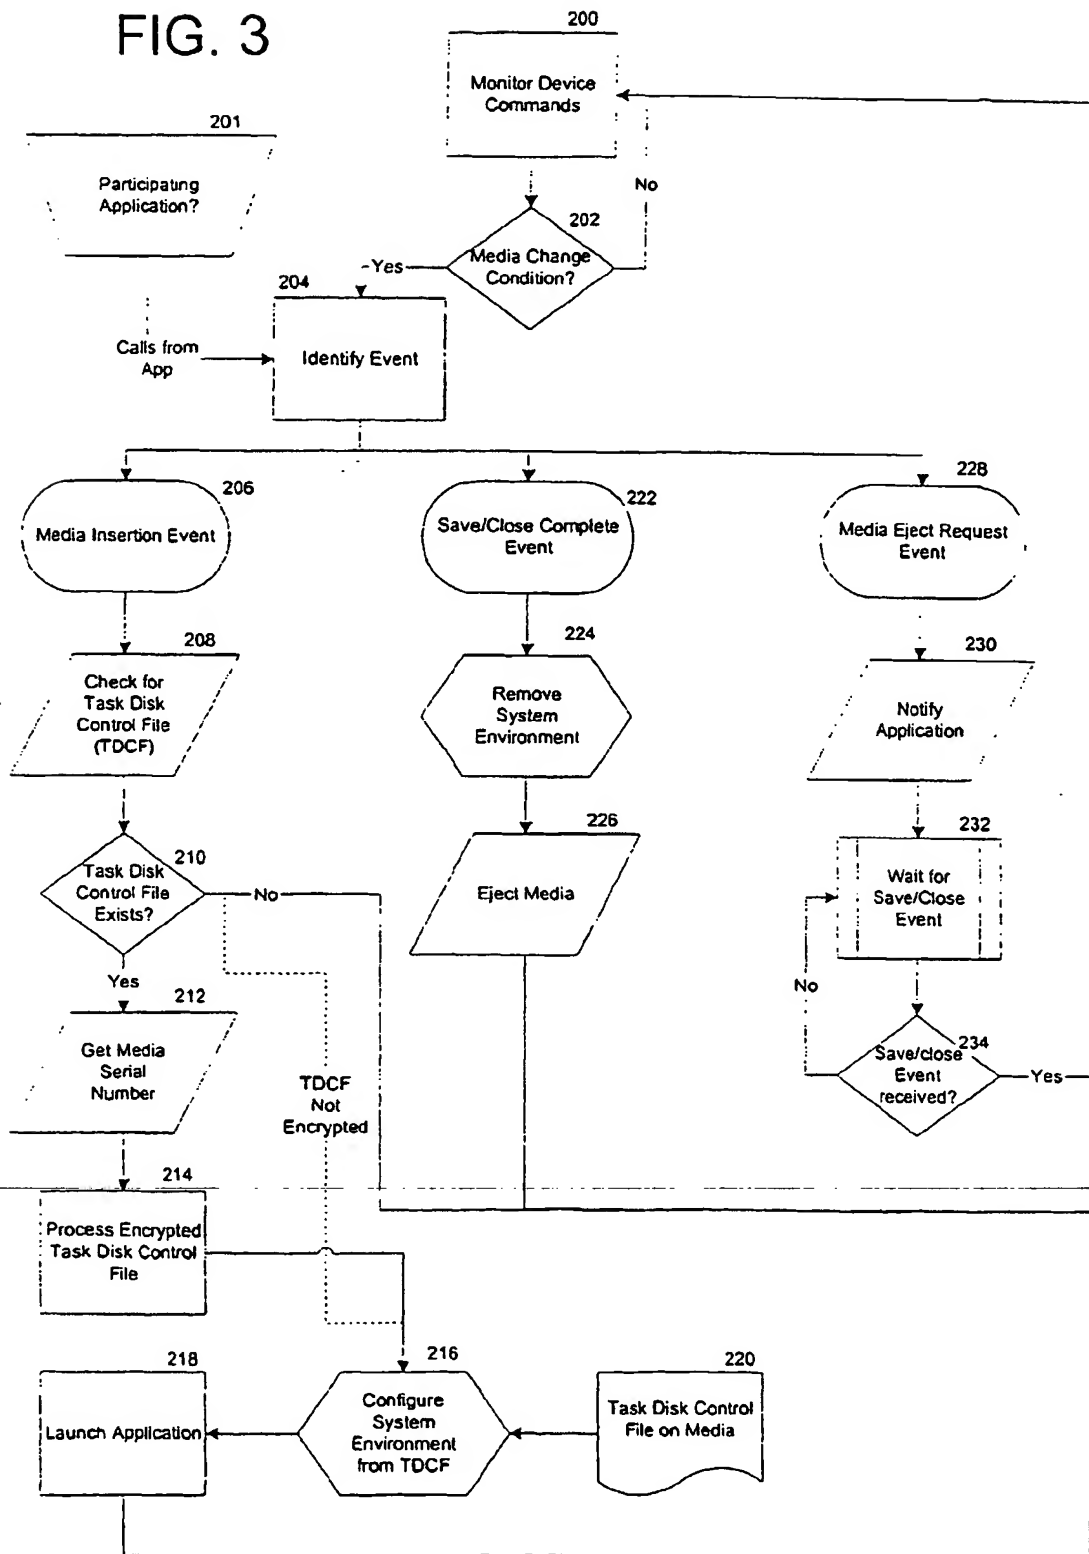 FIG. 3
200
Monitor Device
Commands
201
Participating
Application?
No
202
Media Change
Condition?
Yes
204
Identify Event
Calls from
App
206
Media Insertion Event
222
Save/Close Complete
Event
228
Media Eject Request
Event
208
Check for
Task Disk
Control File
(TDCF)
224
Remove
System
Environment
230
Notify
Application
210
Task Disk
Control File
Exists?
No
Yes
226
Eject Media
232
Wait for
Save/Close
Event
No
212
Get Media
Serial
Number
234
Save/close
Event
received?
Yes
TDCF
Not
Encrypted
214
Process Encrypted
Task Disk Control
File
218
Launch Application
216
Configure
System
Environment
from TDCF
220
Task Disk Control
File on Media